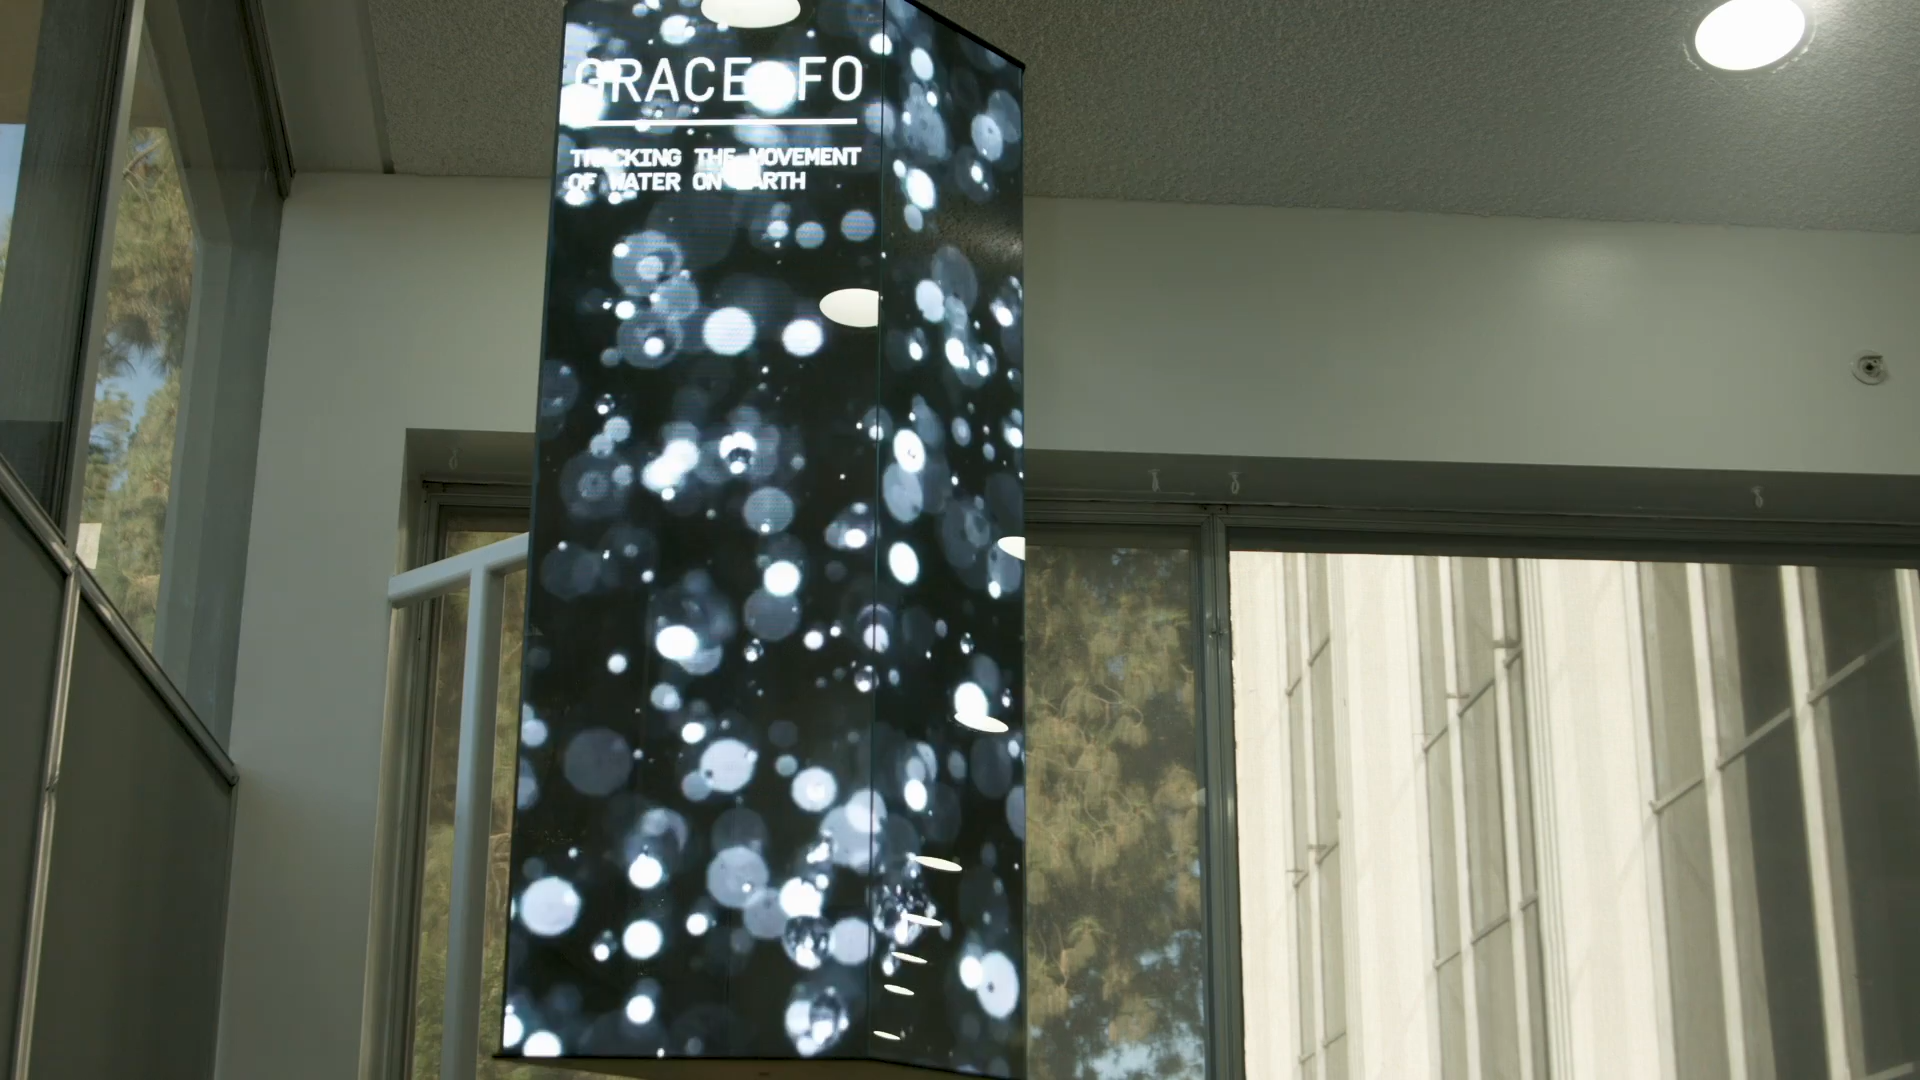 GRACE-FO
TRACKING THE MOVEMENT
OF WATER ON EARTH